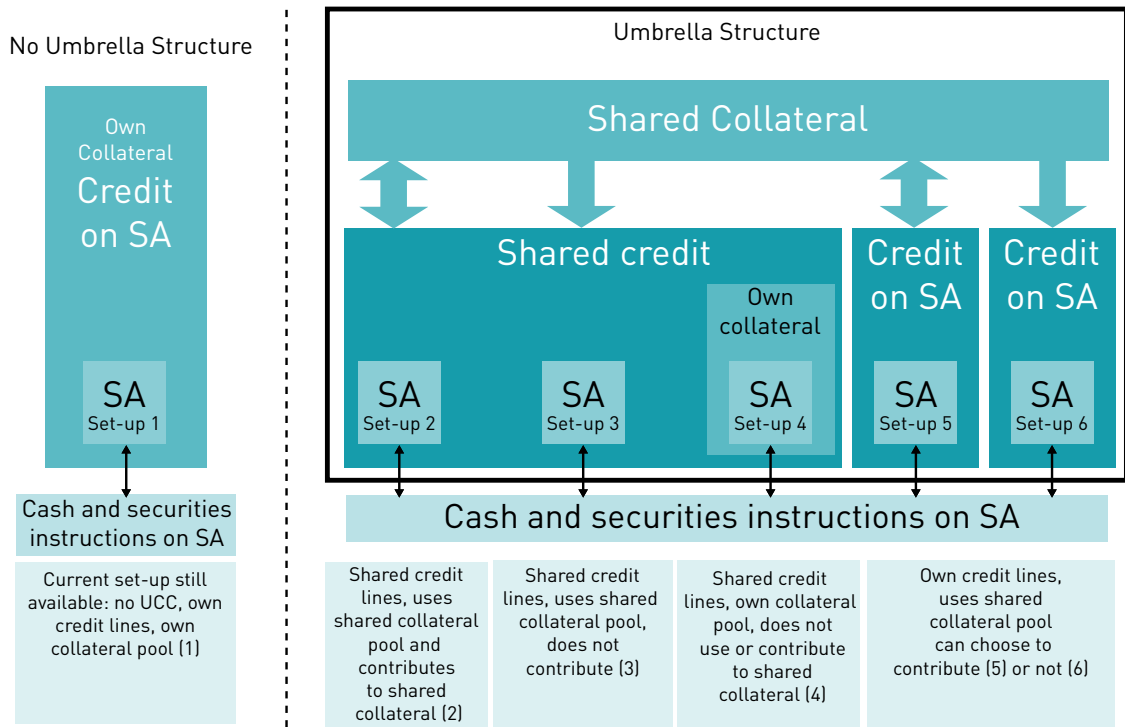 No Umbrella Structure
Own
Collateral
Credit
on SA
SA
Set-up 1
Cash and securities
instructions on SA
Current set-up still
available: no UCC, own
credit lines, own
collateral pool (1)
Umbrella Structure
Shared Collateral
Shared credit
Own
collateral
Credit
on SA
Credit
on SA
SA
Set-up 2
SA
Set-up 3
SA
Set-up 4
SA
Set-up 5
SA
Set-up 6
Cash and securities instructions on SA
Shared credit
lines, uses
shared collateral
pool and
contributes
to shared
collateral (2)
Shared credit
lines, uses shared
collateral pool,
does not
contribute (3)
Shared credit
lines, own collateral
pool, does not
use or contribute
to shared
collateral (4)
Own credit lines,
uses shared
collateral pool
can choose to
contribute (5) or not (6)